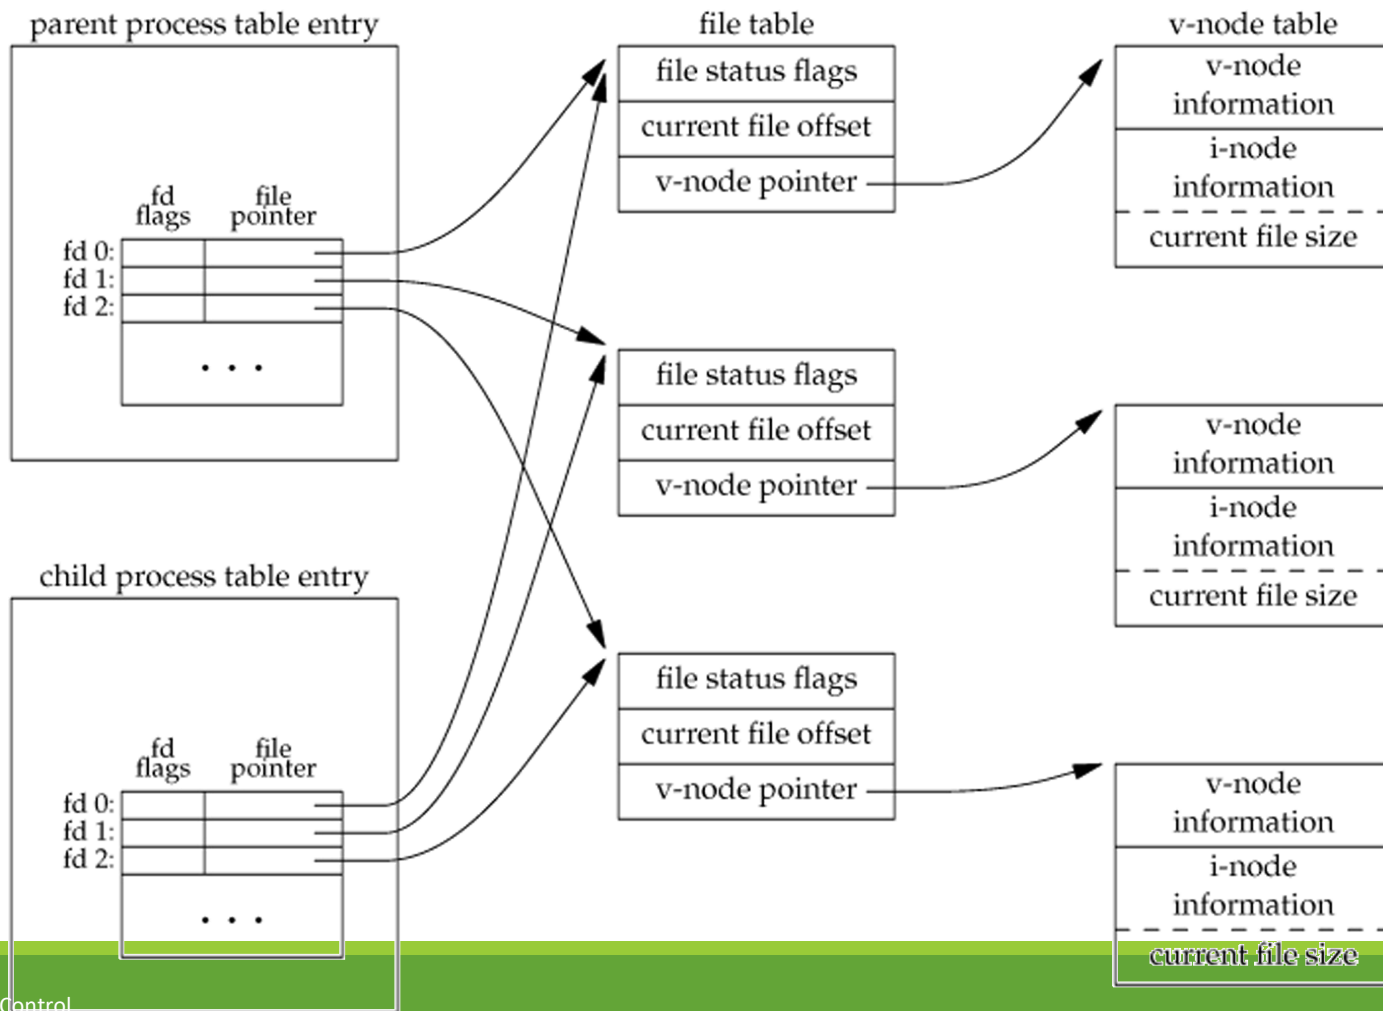 parent process table entry
file table
v-node table
fd
flags
file
pointer
fd 0:
fd 1:
fd 2:
. . .
file status flags
current file offset
v-node pointer
v-node
information
i-node
information
current file size
file status flags
current file offset
v-node pointer
v-node
information
i-node
information
current file size
child process table entry
fd
flags
file
pointer
fd 0:
fd 1:
fd 2:
. . .
file status flags
current file offset
v-node pointer
v-node
information
i-node
information
current file size
Control